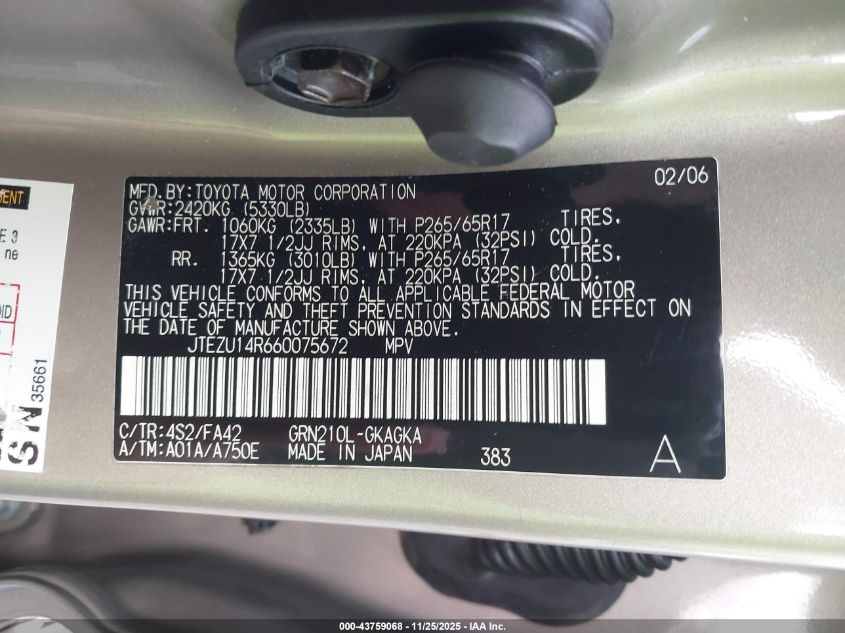 MFD.BY:TOYOTA MOTOR CORPORATION 02/06
GVWR:2420KG (5330LB)
GAWR:FRT. 1060KG (2335LB) WITH P265/65R17 TIRES.
17X7 1/2JJ RIMS. AT 220KPA (32PSI) COLD.
RR. 1365KG (3010LB) WITH P265/65R17 TIRES.
17X7 1/2JJ RIMS. AT 220KPA (32PSI) COLD.
THIS VEHICLE CONFORMS TO ALL APPLICABLE FEDERAL MOTOR
VEHICLE SAFETY AND THEFT PREVENTION STANDARDS IN EFFECT ON
THE DATE OF MANUFACTURE SHOWN ABOVE.
JTEZU14R660075672 MPV
C/TR:4S2/FA42 GRN210L-GKAGKA
A/TM:A01A/A750E MADE IN JAPAN 383 A
E 3
ne
35661
000-43759068 - 11/25/2025 - IAA Inc.